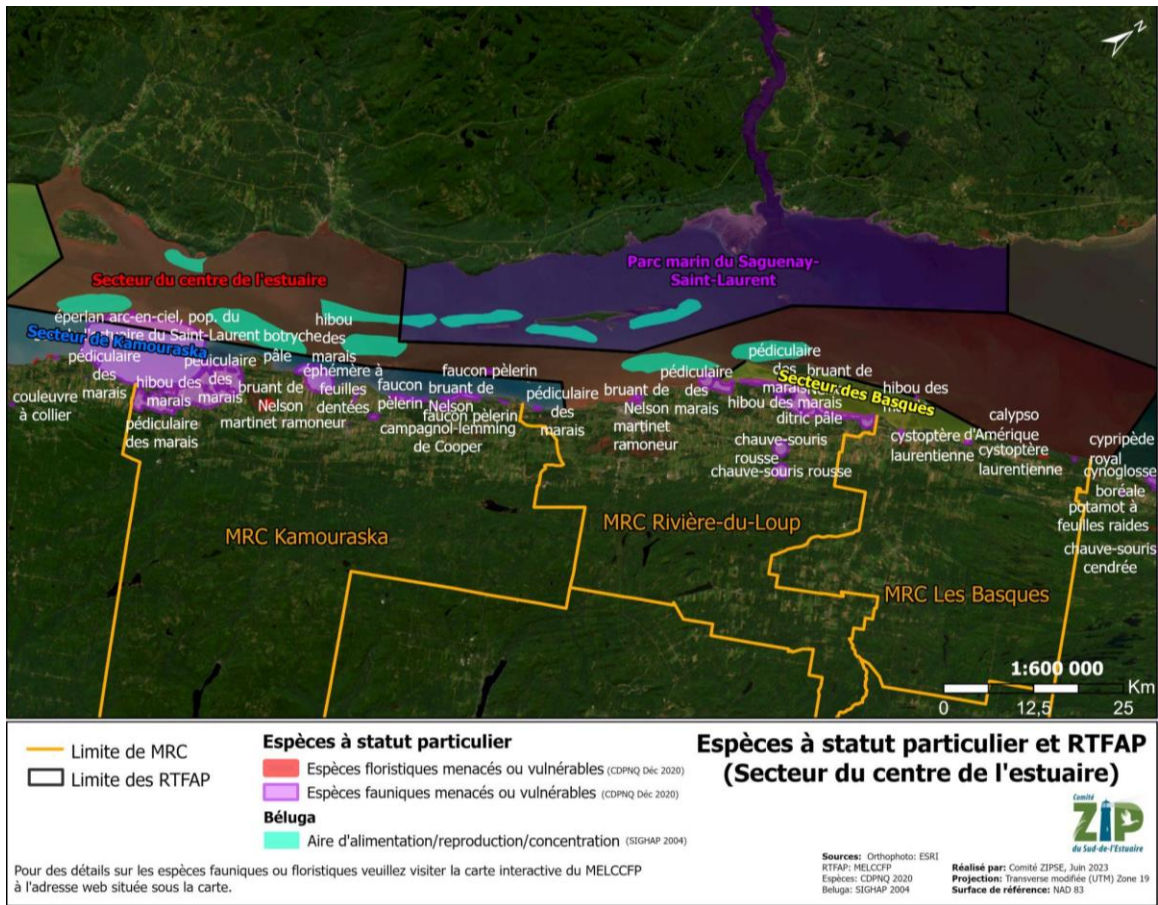 N
Secteur du centre de l'estuaire
Parc marin du Saguenay-
Saint-Laurent
éperlan arc-en-ciel, pop. du
du Saint-Laurent
Secteur de Kamouraska
botryche
pâle
hibou
des
marais
pédiculaire
des
marais
pédiculaire
des
marais
couleuvre
à collier
hibou des
marais
pédiculaire
des marais
bruant de
Nelson
martinet ramoneur
éphémère à
feuilles
dentées
faucon
pèlerin
faucon pèlerin
bruant de
Nelson
faucon pèlerin
campagnol-lemming
de Cooper
pédiculaire
des
marais
bruant de
Nelson
martinet
ramoneur
pédiculaire
des
marais
pédiculaire
des
marais
bruant de
Secteur des Basques
hibou des marais
ditric pâle
hibou des
chauve-souris
rousse
chauve-souris rousse
cystoptère
laurentienne
d'Amérique
cystoptère
laurentienne
calypso
cypripède
royal
cynoglosse
boréale
potamot à
feuilles raides
chauve-souris
cendrée
MRC Kamouraska
MRC Rivière-du-Loup
MRC Les Basques
1:600 000
Km
0 12,5 25
Limite de MRC
Limite des RTFAP
Espèces à statut particulier
Espèces floristiques menacés ou vulnérables (CDPNQ Déc 2020)
Espèces fauniques menacés ou vulnérables (CDPNQ Déc 2020)
Béluga
Aire d'alimentation/reproduction/concentration (SIGHAP 2004)
Pour des détails sur les espèces fauniques ou floristiques veuillez visiter la carte interactive du MELCCFP
à l'adresse web située sous la carte.
Espèces à statut particulier et RTFAP
(Secteur du centre de l'estuaire)
Comité
ZIP
du Sud-de-l'Estuaire
Sources: Orthophoto: ESRI
RTFAP: MELCCFP
Espèces: CDPNQ 2020
Beluga: SIGHAP 2004
Réalisé par: Comité ZIPSE, Juin 2023
Projection: Transverse modifiée (UTM) Zone 19
Surface de référence: NAD 83